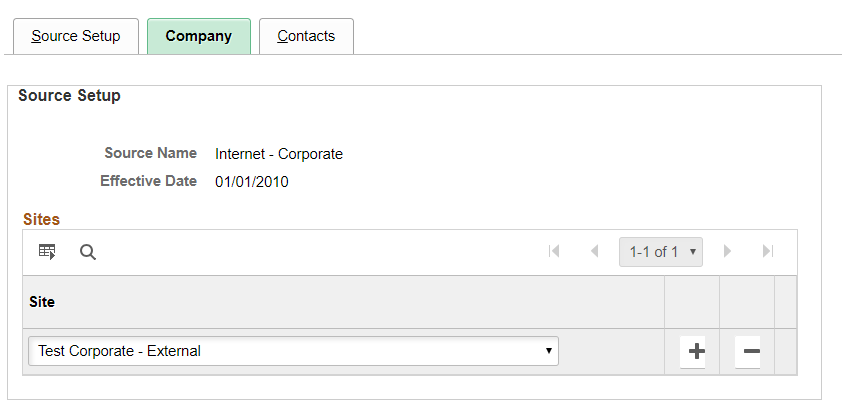 Source Setup Company Contacts
Source Setup
Source Name Internet - Corporate
Effective Date 01/01/2010
Sites
1-1 of 1
Site
Test Corporate - External